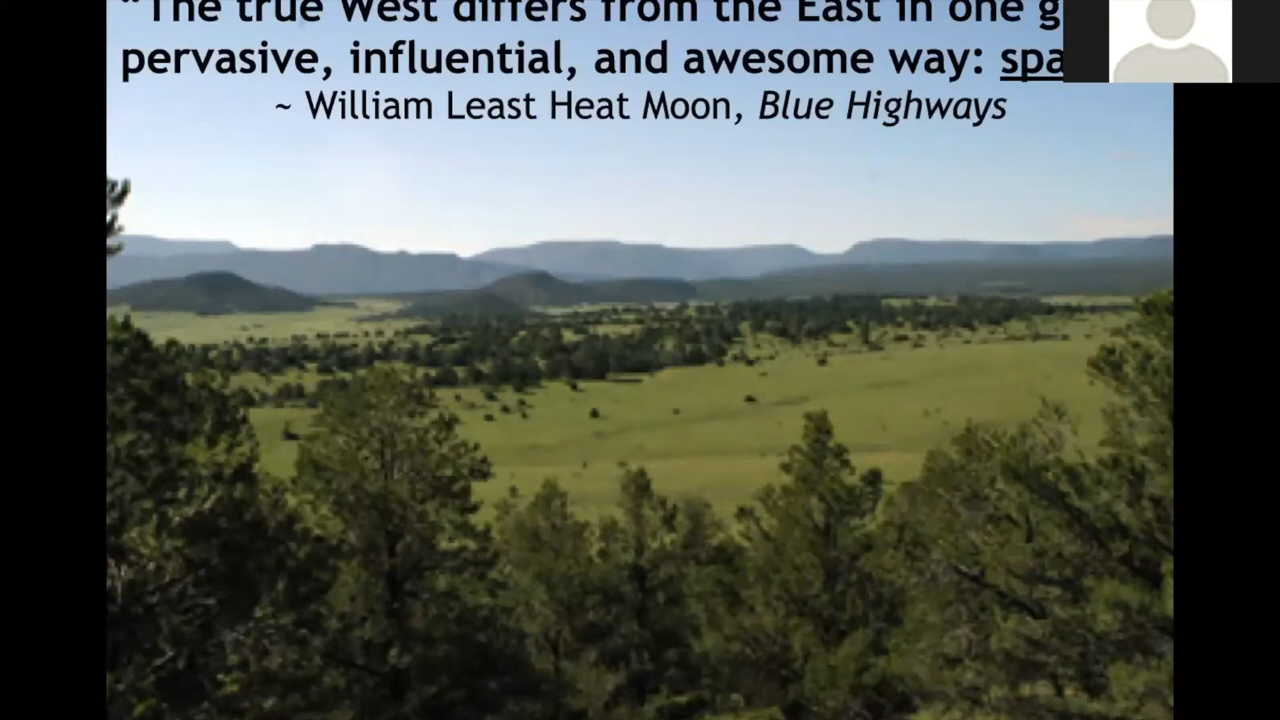 “The true West differs from the East in one g
pervasive, influential, and awesome way: spa
~ William Least Heat Moon, Blue Highways